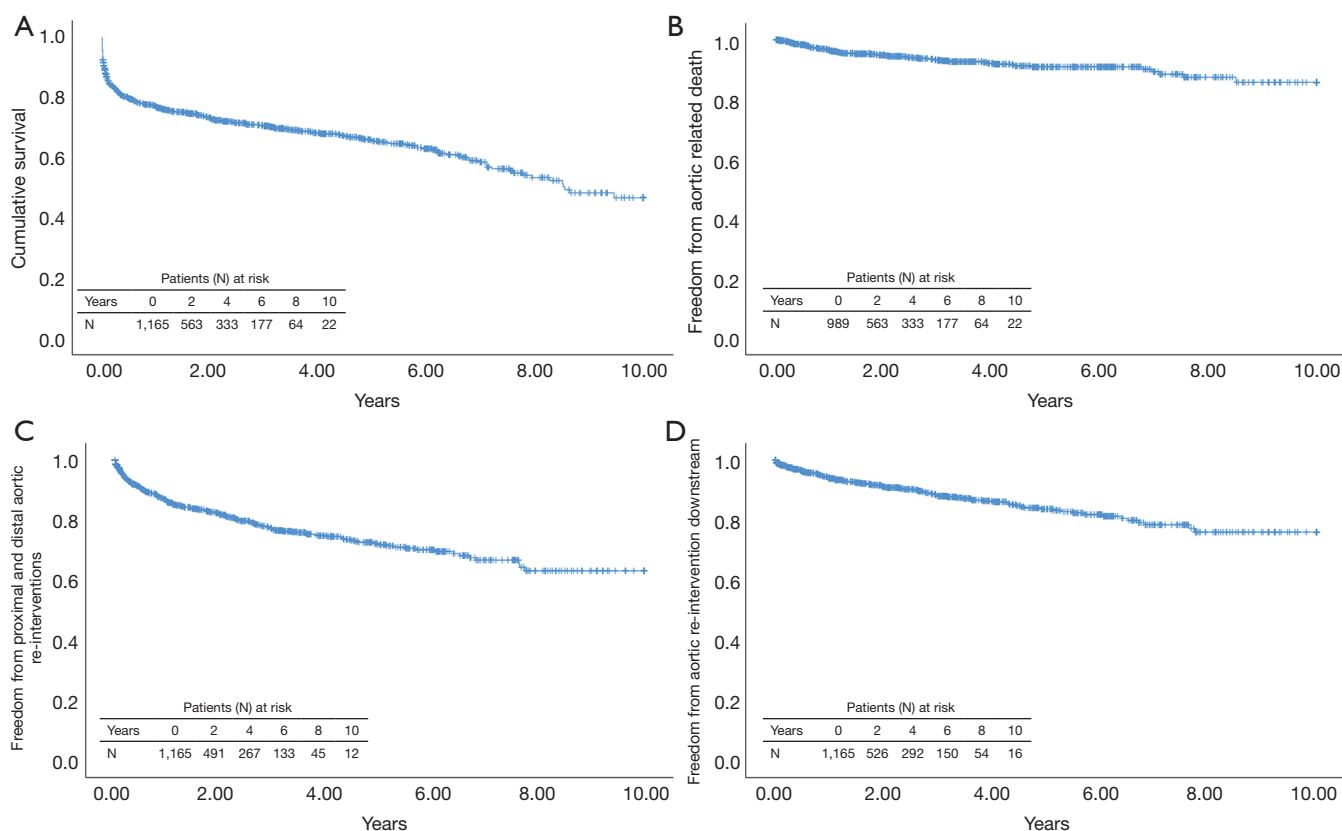 A
Cumulative survival
1.0
0.8
0.6
0.4
0.2
0.0
Patients (N) at risk
Years 0 2 4 6 8 10
N 1,165 563 333 177 64 22
0.00 2.00 4.00 6.00 8.00 10.00
Years
B
Freedom from aortic related death
1.0
0.8
0.6
0.4
0.2
0.0
Patients (N) at risk
Years 0 2 4 6 8 10
N 989 563 333 177 64 22
0.00 2.00 4.00 6.00 8.00 10.00
Years
C
Freedom from proximal and distal aortic
re-interventions
1.0
0.8
0.6
0.4
0.2
0.0
Patients (N) at risk
Years 0 2 4 6 8 10
N 1,165 491 267 133 45 12
0.00 2.00 4.00 6.00 8.00 10.00
Years
D
Freedom from aortic re-intervention downstream
1.0
0.8
0.6
0.4
0.2
0.0
Patients (N) at risk
Years 0 2 4 6 8 10
N 1,165 526 292 150 54 16
0.00 2.00 4.00 6.00 8.00 10.00
Years